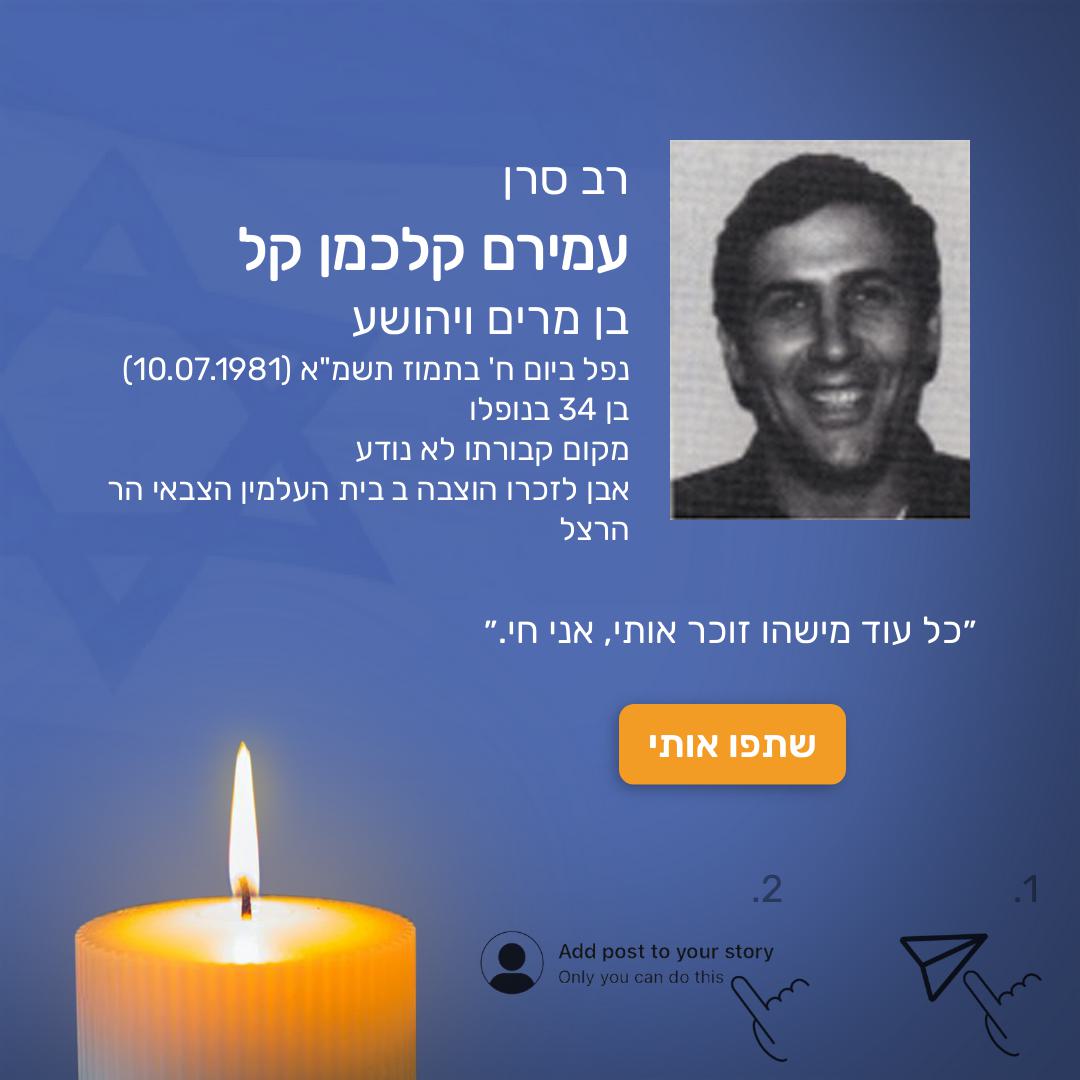 רב סרן
עמירם קלכמן קל
בן מרים ויהושע
נפל ביום ח' בתמוז תשמ"א (10.07.1981)
בן 34 בנופלו
מקום קבורתו לא נודע
אבן לזכרו הוצבה ב בית העלמין הצבאי הר
הרצל
״כל עוד מישהו זוכר אותי, אני חי.״
שתפו אותי
1.
2.
Add post to your story
Only you can do this